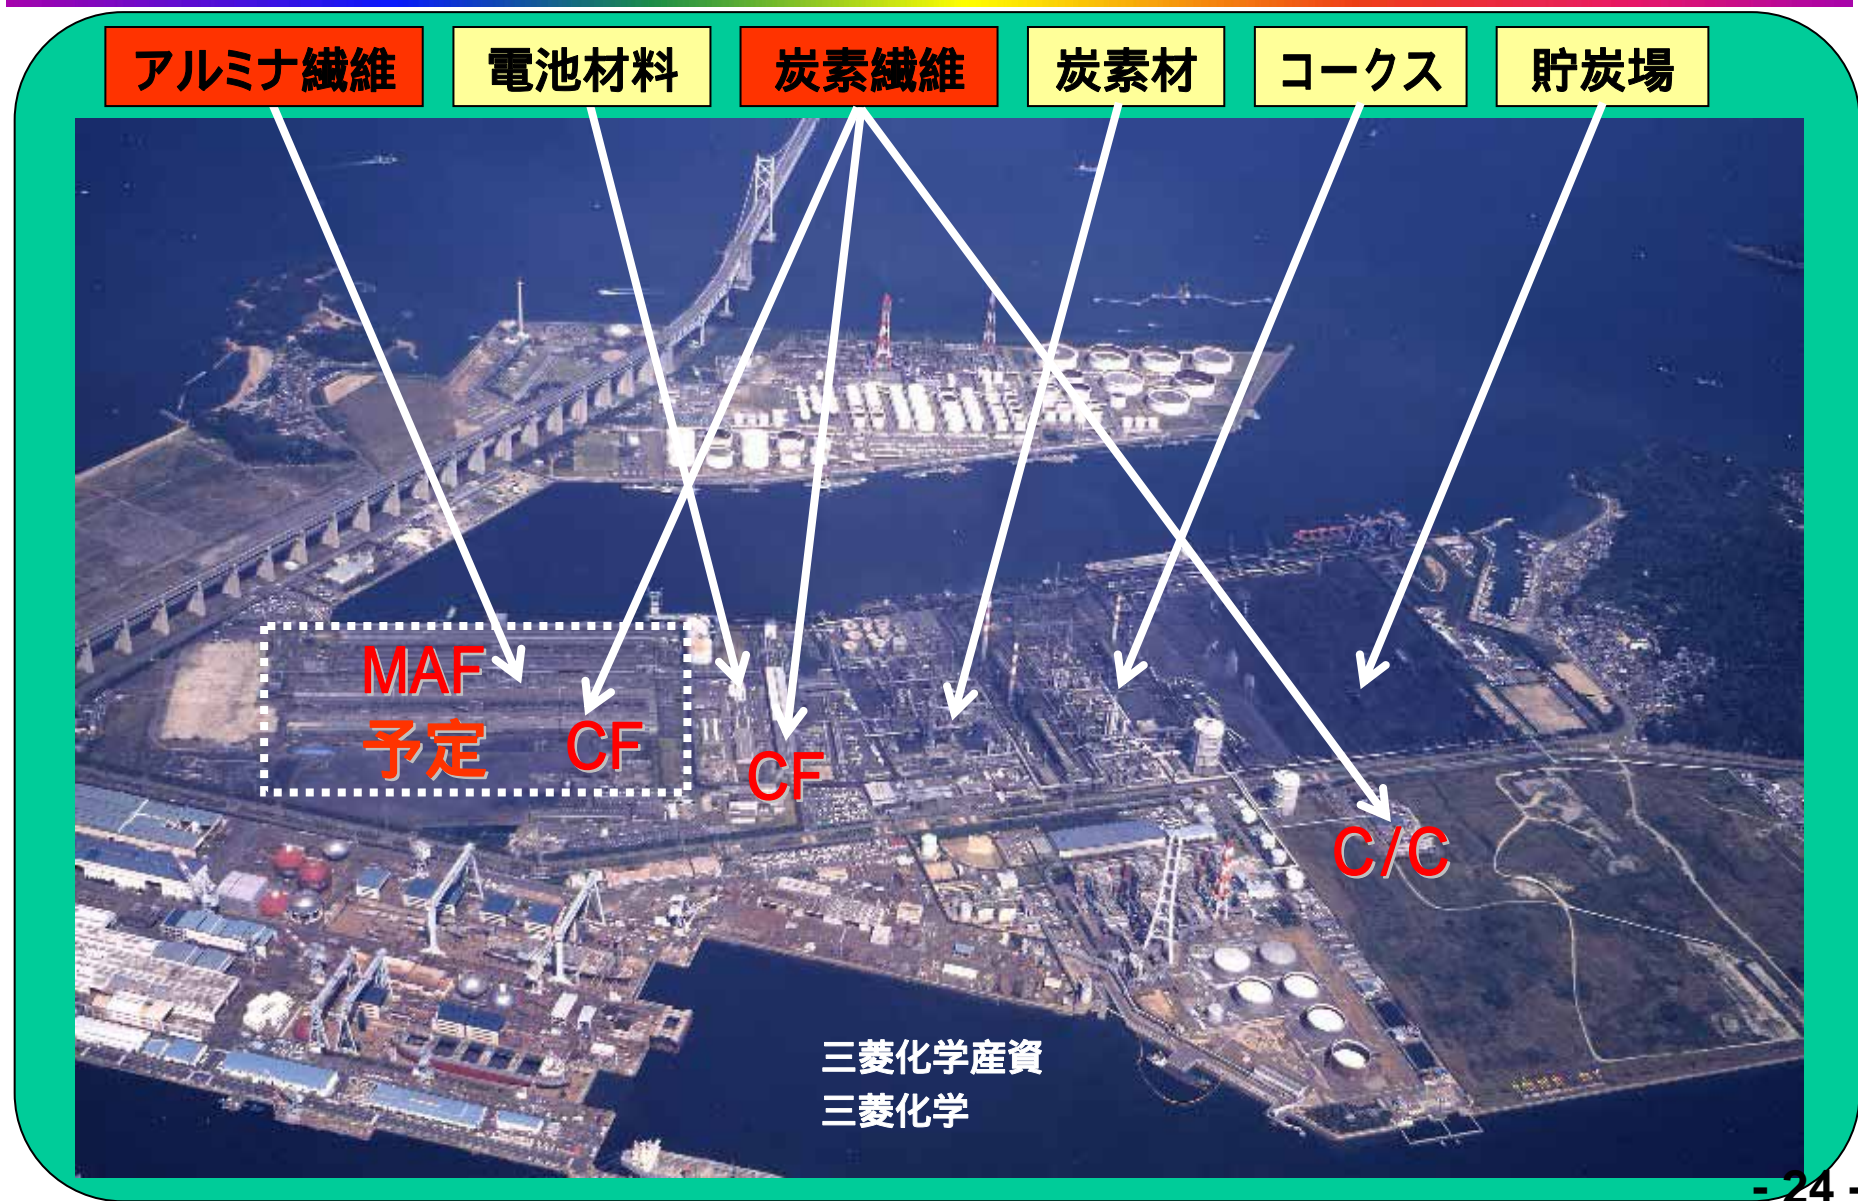 アルミナ繊維
電池材料
炭素繊維
炭素材
コークス
貯炭場
MAF
予定
CF
CF
C/C
三菱化学産資
三菱化学
- 24 -